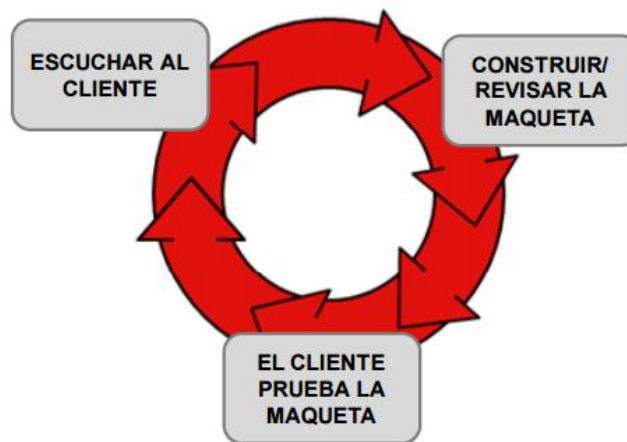 ESCUCHAR AL
CLIENTE
CONSTRUIR/
REVISAR LA
MAQUETA
EL CLIENTE
PRUEBA LA
MAQUETA